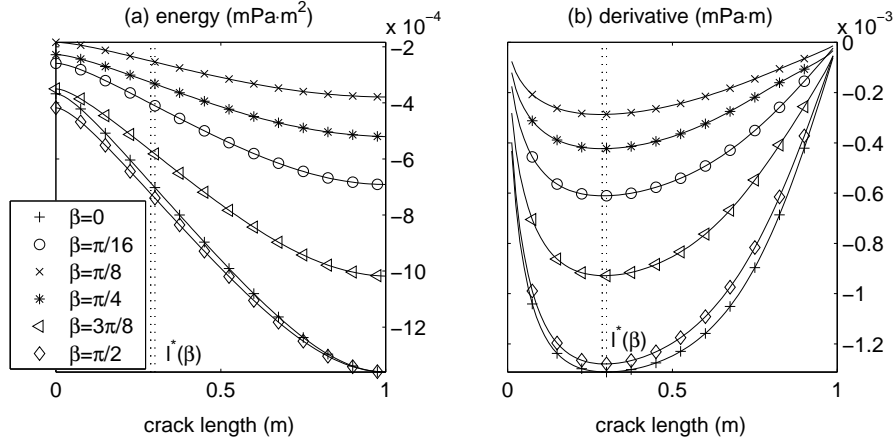 (a) energy (mPa·m²)
× 10⁻⁴
−2
−4
−6
−8
−10
−12
β=0
β=π/16
β=π/8
β=π/4
β=3π/8
β=π/2
l*(β)
0
0.5
1
crack length (m)
(b) derivative (mPa·m)
× 10⁻³
0
−0.2
−0.4
−0.6
−0.8
−1
−1.2
l*(β)
0
0.5
1
crack length (m)